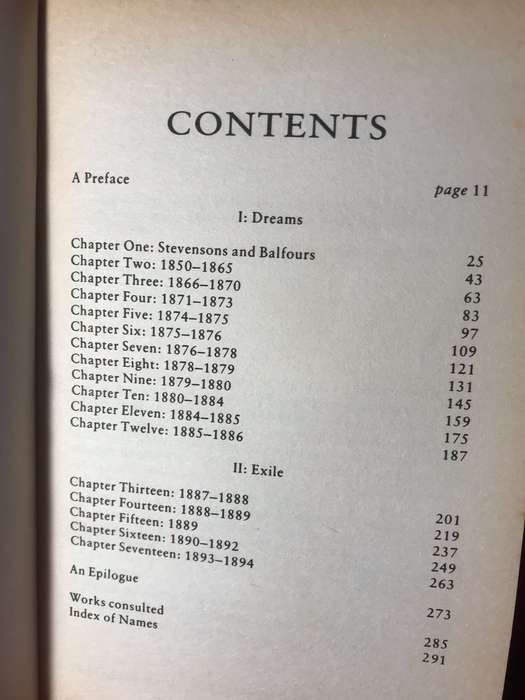 CONTENTS
A Preface page 11
I: Dreams
Chapter One: Stevensons and Balfours 25
Chapter Two: 1850–1865 43
Chapter Three: 1866–1870 63
Chapter Four: 1871–1873 83
Chapter Five: 1874–1875 97
Chapter Six: 1875–1876 109
Chapter Seven: 1876–1878 121
Chapter Eight: 1878–1879 131
Chapter Nine: 1879–1880 145
Chapter Ten: 1880–1884 159
Chapter Eleven: 1884–1885 175
Chapter Twelve: 1885–1886 187
II: Exile
Chapter Thirteen: 1887–1888 201
Chapter Fourteen: 1888–1889 219
Chapter Fifteen: 1889 237
Chapter Sixteen: 1890–1892 249
Chapter Seventeen: 1893–1894 263
An Epilogue 273
Works consulted 285
Index of Names 291